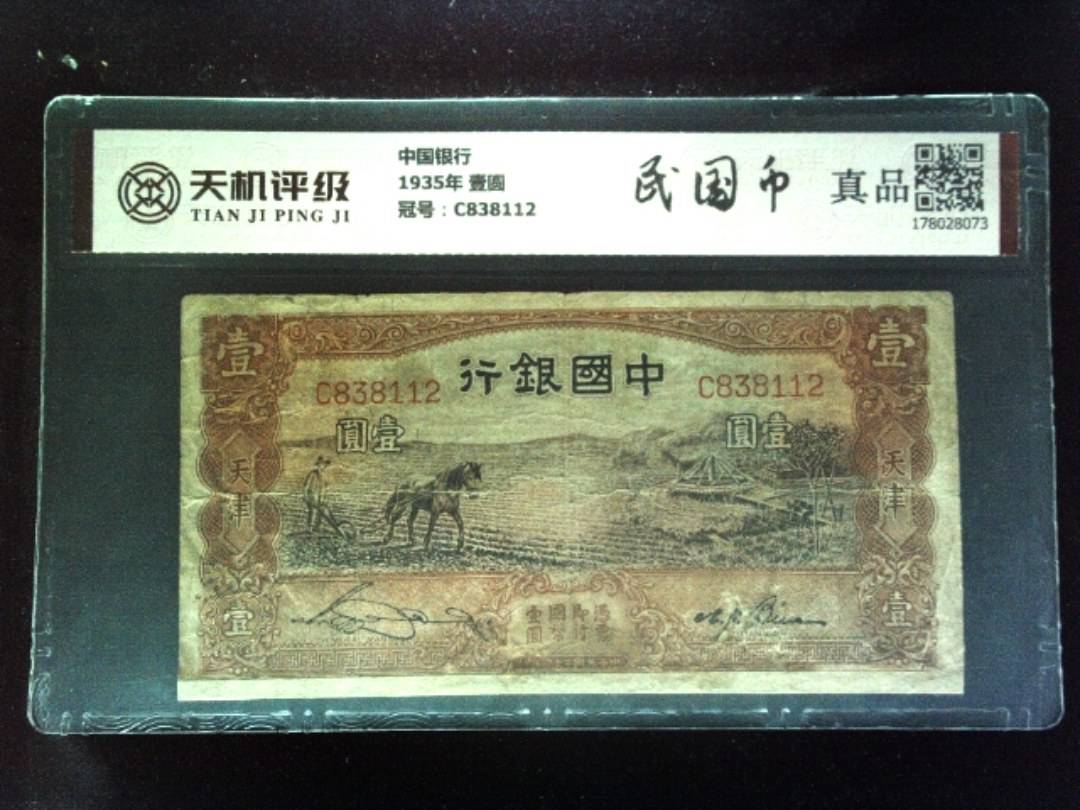 天机评级
TIAN JI PING JI
中国银行
1935年 壹圆
冠号：C838112
民国币
真品
178028073
壹
壹
行銀國中
C838112
C838112
圓壹
圓壹
天津
天津
壹
壹